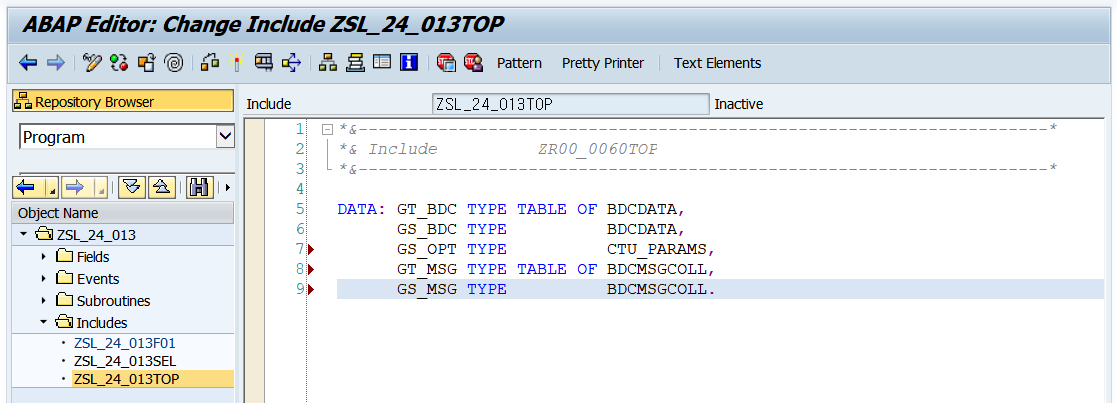 ABAP Editor: Change Include ZSL_24_013TOP
Pattern Pretty Printer Text Elements
Repository Browser
Program
Object Name
ZSL_24_013
Fields
Events
Subroutines
Includes
ZSL_24_013F01
ZSL_24_013SEL
ZSL_24_013TOP
Include ZSL_24_013TOP Inactive
1 *&---------------------------------------------------------------------*
2 *& Include          ZR00_0060TOP
3 *&---------------------------------------------------------------------*
4
5 DATA: GT_BDC TYPE TABLE OF BDCDATA,
6       GS_BDC TYPE          BDCDATA,
7       GS_OPT TYPE          CTU_PARAMS,
8       GT_MSG TYPE TABLE OF BDCMSGCOLL,
9       GS_MSG TYPE          BDCMSGCOLL.